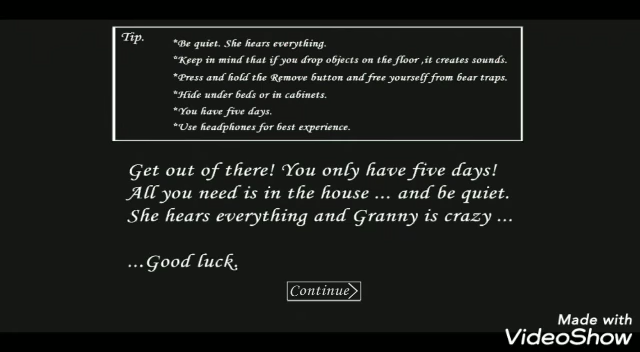 Tip.
*Be quiet. She hears everything.
*Keep in mind that if you drop objects on the floor ,it creates sounds.
*Press and hold the Remove button and free yourself from bear traps.
*Hide under beds or in cabinets.
*You have five days.
*Use headphones for best experience.
Get out of there! You only have five days!
All you need is in the house ... and be quiet.
She hears everything and Granny is crazy ...
...Good luck.
Continue
Made with
VideoShow